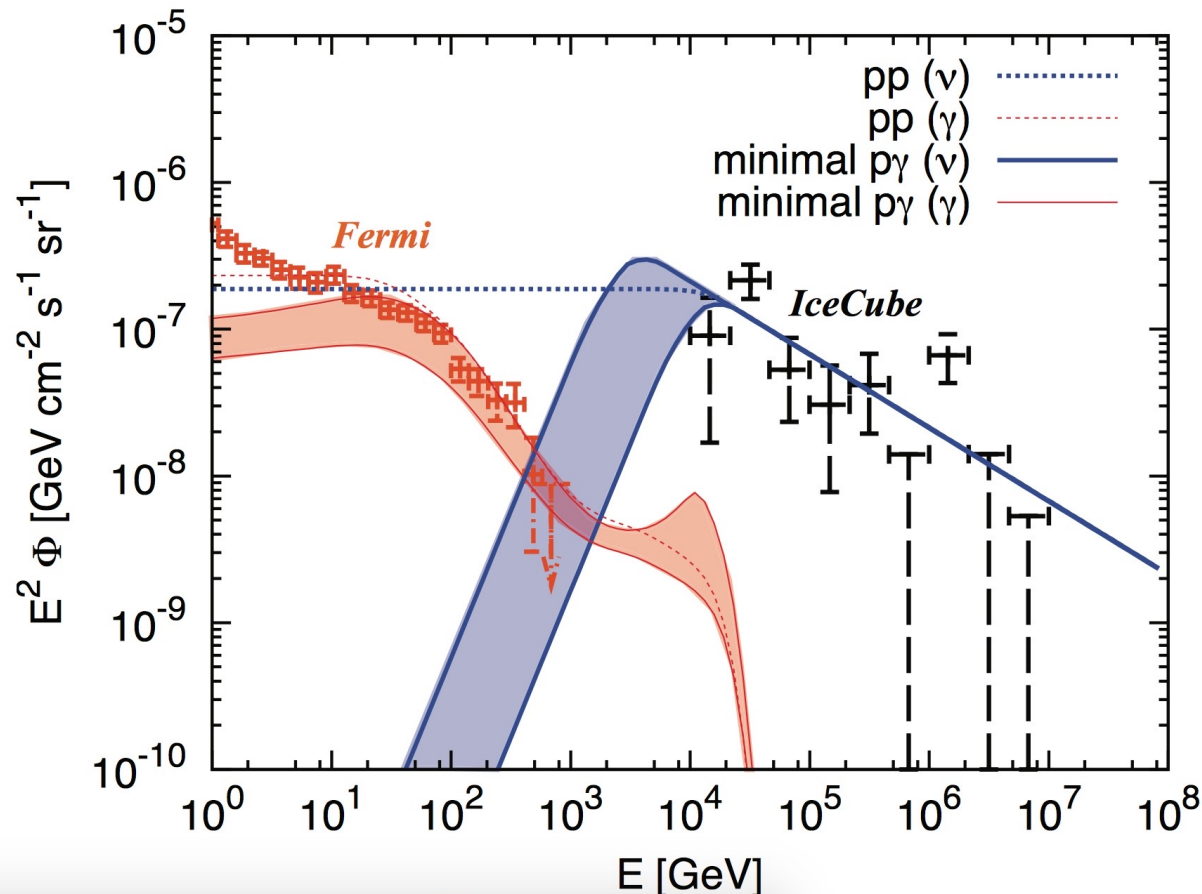 10⁻⁵
10⁻⁶
10⁻⁷
10⁻⁸
10⁻⁹
10⁻¹⁰
E² Φ [GeV cm⁻² s⁻¹ sr⁻¹]
pp (ν)
pp (γ)
minimal pγ (ν)
minimal pγ (γ)
Fermi
IceCube
10⁰ 10¹ 10² 10³ 10⁴ 10⁵ 10⁶ 10⁷ 10⁸
E [GeV]